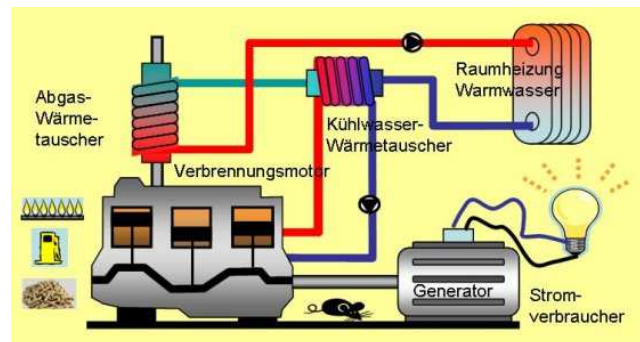 Abgas-
Wärme-
tauscher
Raumheizung
Warmwasser
Kühlwasser-
Wärmetauscher
Verbrennungsmotor
Generator
Strom-
verbraucher